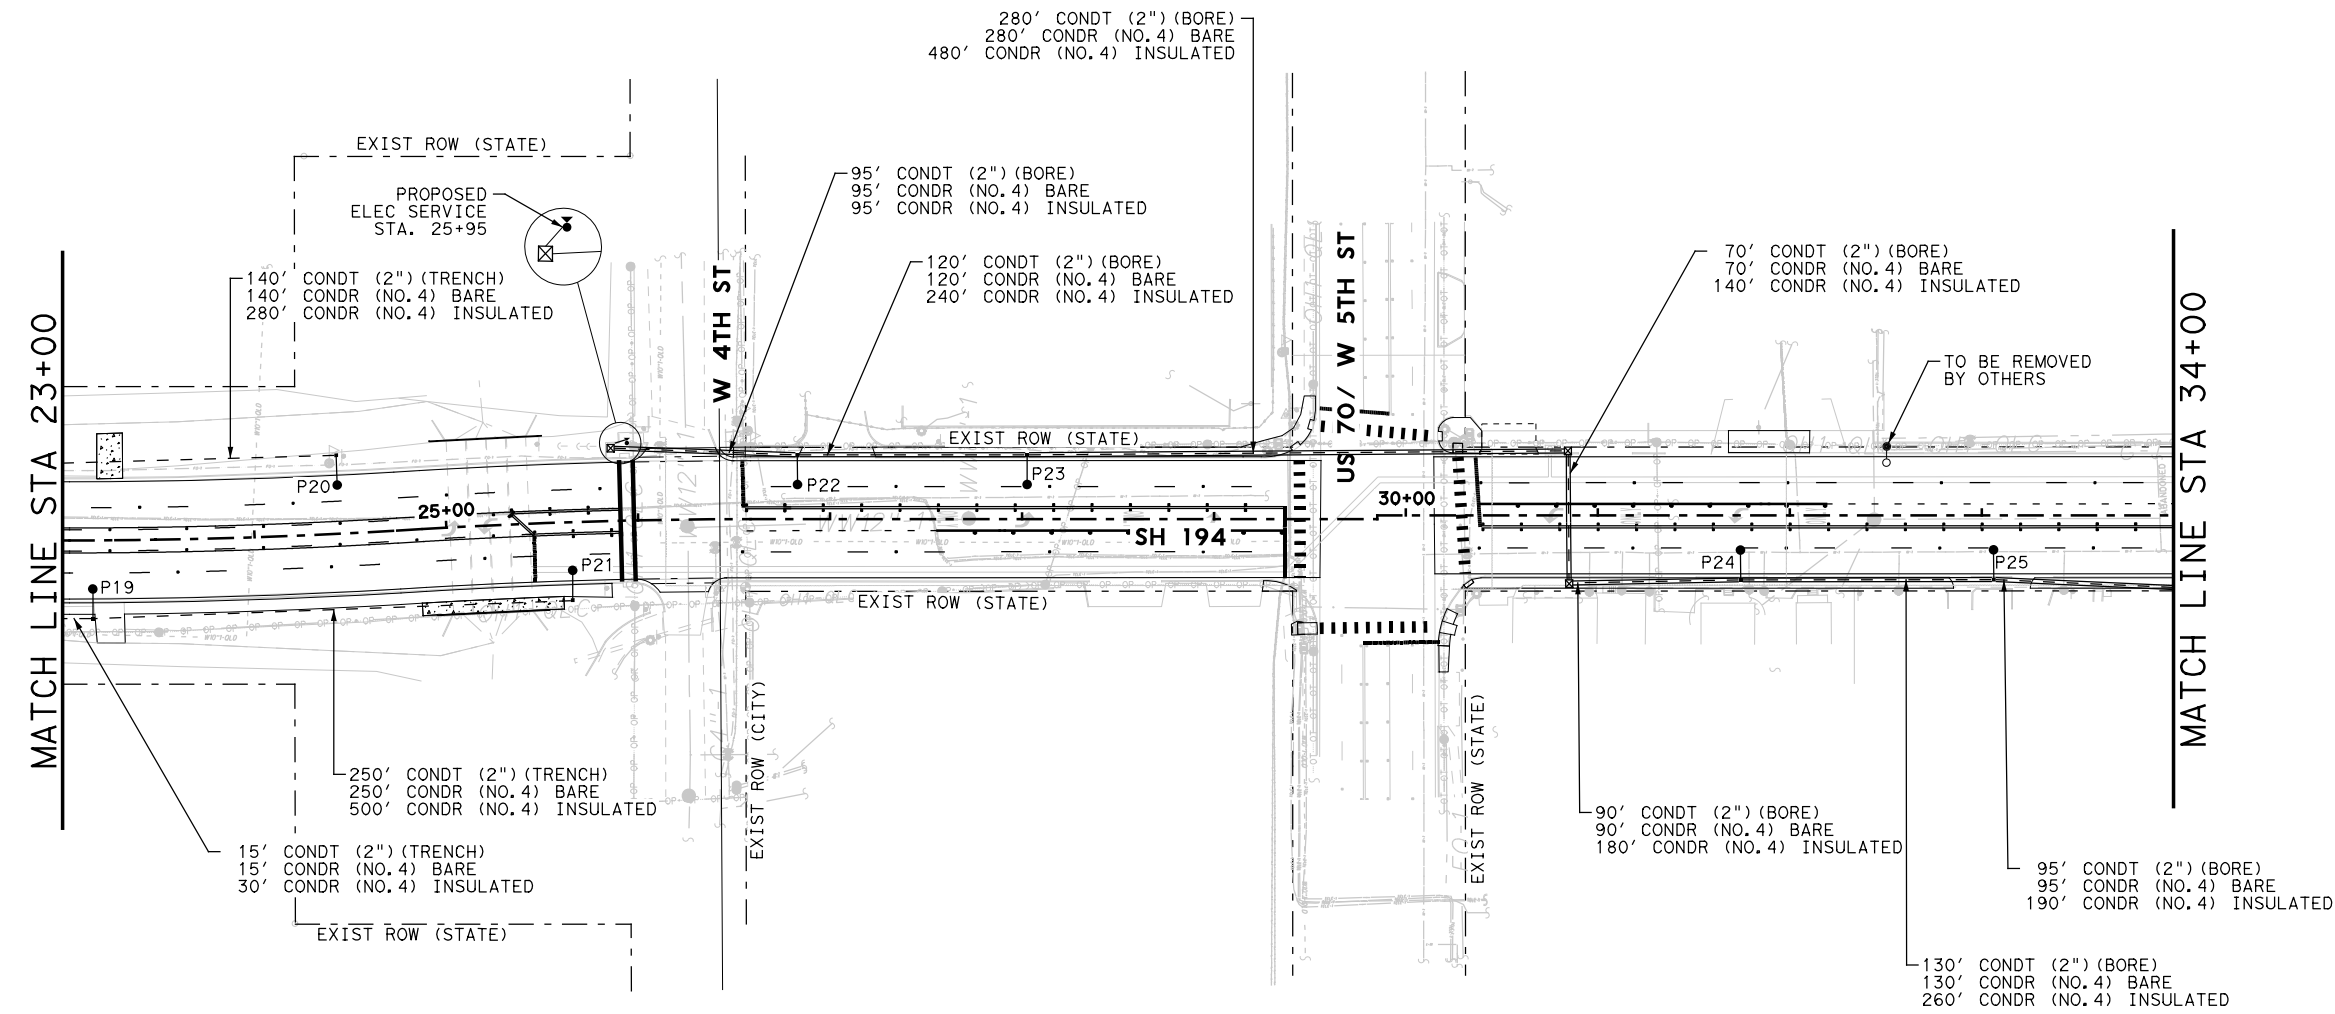 280' CONDT (2") (BORE)
280' CONDR (NO.4) BARE
480' CONDR (NO.4) INSULATED
EXIST ROW (STATE)
PROPOSED
ELEC SERVICE
STA. 25+95
95' CONDT (2") (BORE)
95' CONDR (NO.4) BARE
95' CONDR (NO.4) INSULATED
140' CONDT (2") (TRENCH)
140' CONDR (NO.4) BARE
280' CONDR (NO.4) INSULATED
120' CONDT (2") (BORE)
120' CONDR (NO.4) BARE
240' CONDR (NO.4) INSULATED
70' CONDT (2") (BORE)
70' CONDR (NO.4) BARE
140' CONDR (NO.4) INSULATED
W 4TH ST
US 70/ W 5TH ST
TO BE REMOVED
BY OTHERS
MATCH LINE STA 23+00
MATCH LINE STA 34+00
EXIST ROW (STATE)
P20
P22
P23
25+00
30+00
SH 194
P21
P19
P24
P25
EXIST ROW (STATE)
ABANDONED
EXIST ROW (CITY)
EXIST ROW (STATE)
250' CONDT (2") (TRENCH)
250' CONDR (NO.4) BARE
500' CONDR (NO.4) INSULATED
15' CONDT (2") (TRENCH)
15' CONDR (NO.4) BARE
30' CONDR (NO.4) INSULATED
90' CONDT (2") (BORE)
90' CONDR (NO.4) BARE
180' CONDR (NO.4) INSULATED
95' CONDT (2") (BORE)
95' CONDR (NO.4) BARE
190' CONDR (NO.4) INSULATED
EXIST ROW (STATE)
130' CONDT (2") (BORE)
130' CONDR (NO.4) BARE
260' CONDR (NO.4) INSULATED